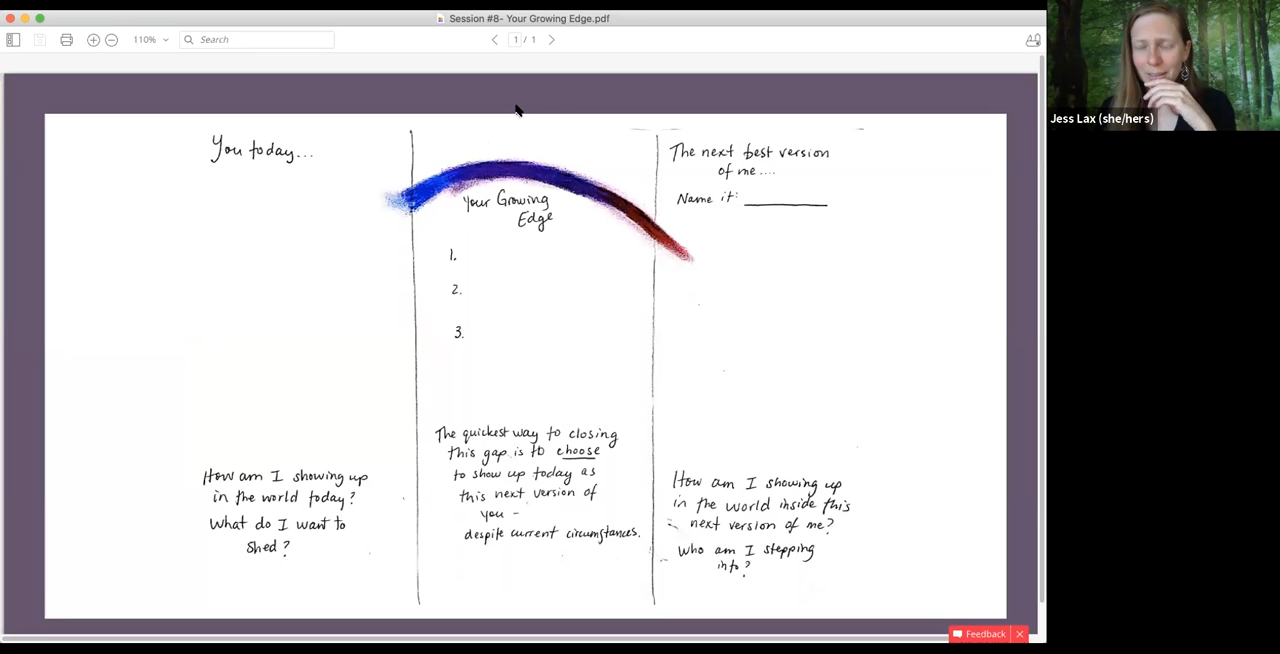 Session #8- Your Growing Edge.pdf
110%
Search
1 / 1
Jess Lax (she/hers)
You today...
Your Growing
Edge
1.
2.
3.
The quickest way to closing
this gap is to choose
to show up today as
this next version of
you -
despite current circumstances.
How am I showing up
in the world today?
What do I want to
shed?
The next best version
of me....
Name it: ________
How am I showing up
in the world inside this
next version of me?
Who am I stepping
into?
Feedback